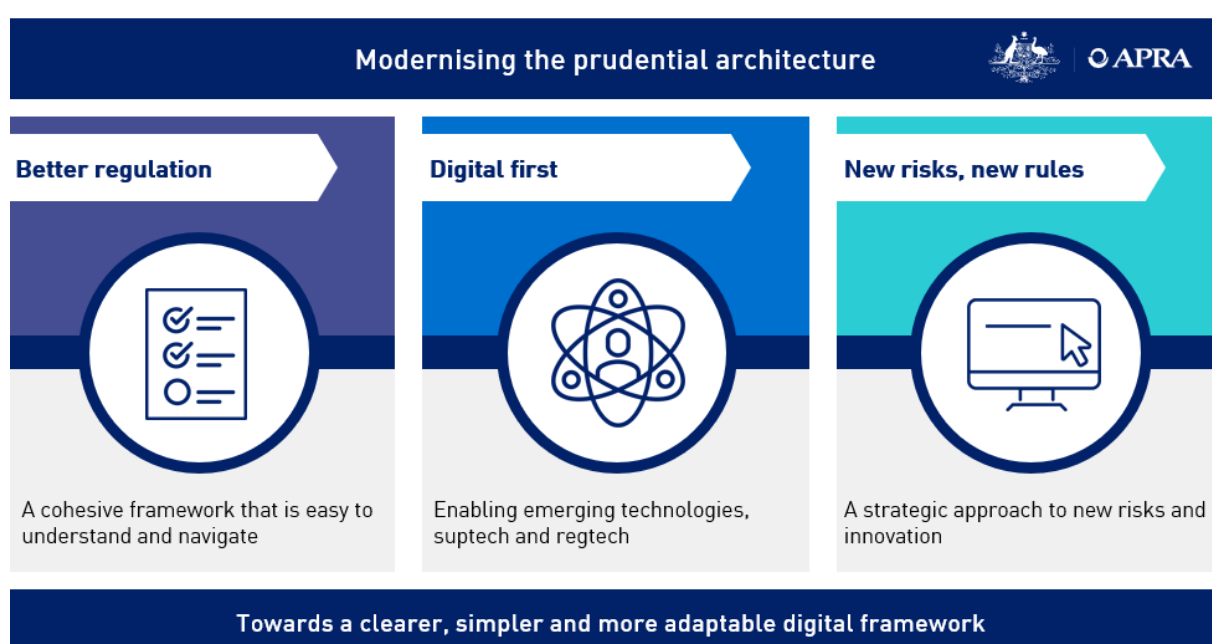 Modernising the prudential architecture
APRA
Better regulation
Digital first
New risks, new rules
A cohesive framework that is easy to
understand and navigate
Enabling emerging technologies,
suptech and regtech
A strategic approach to new risks and
innovation
Towards a clearer, simpler and more adaptable digital framework